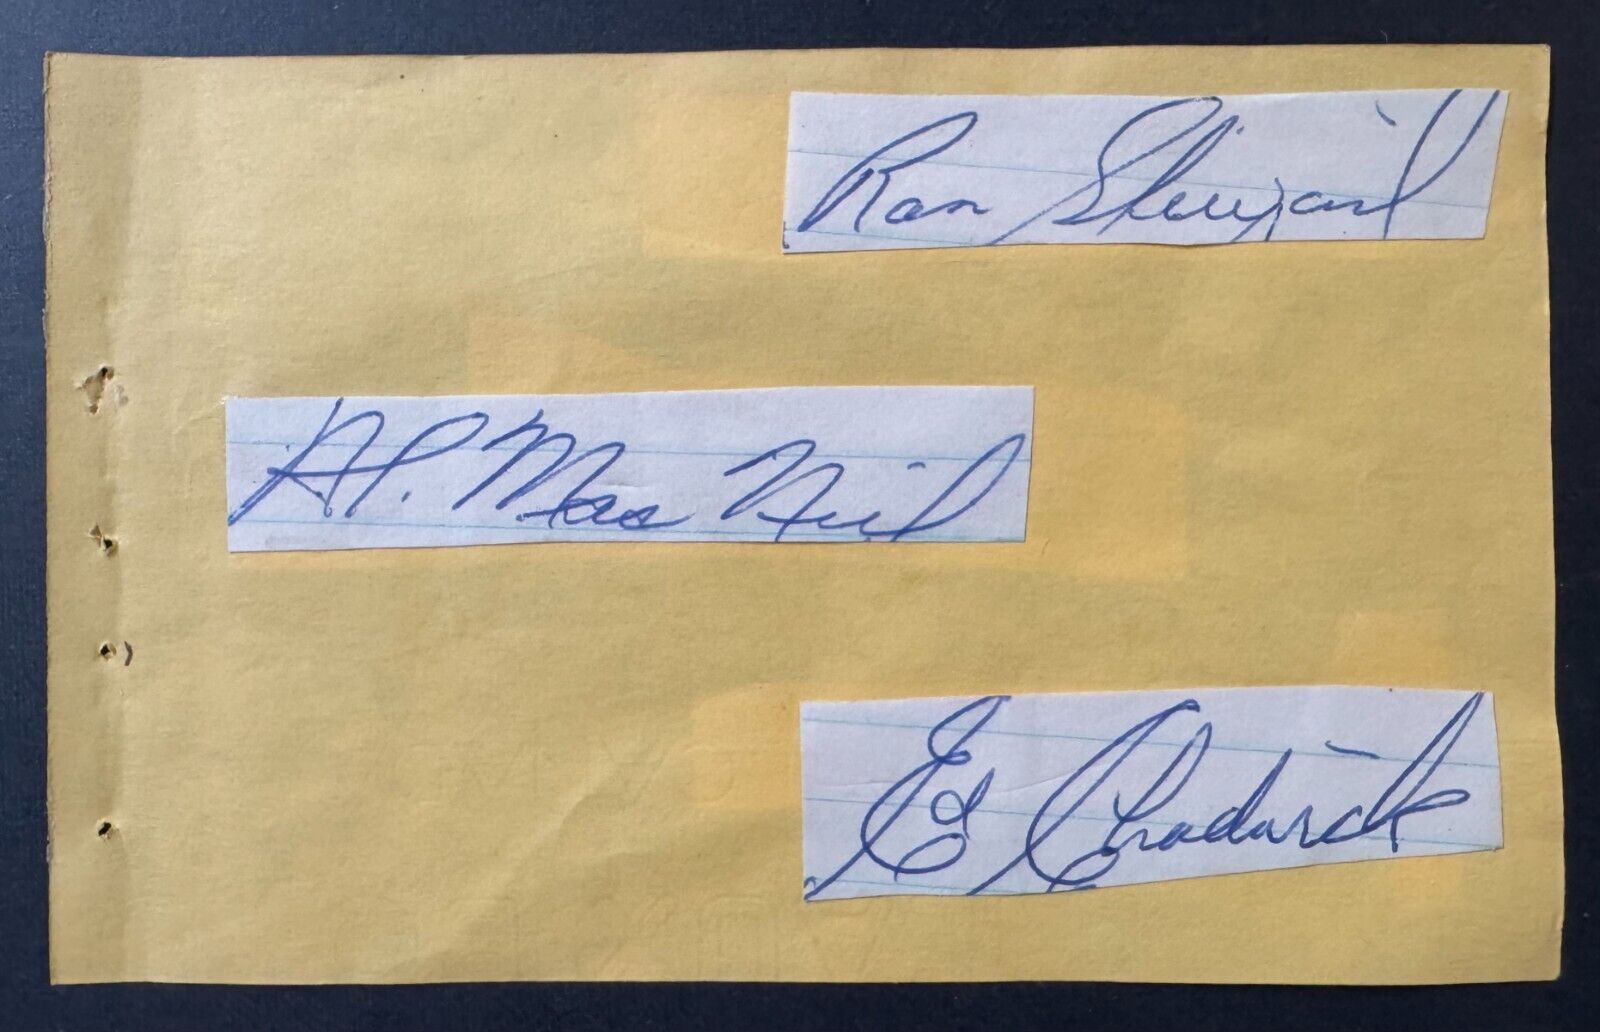 Ron Stewart
Al. MacNeil
Ed Chadwick